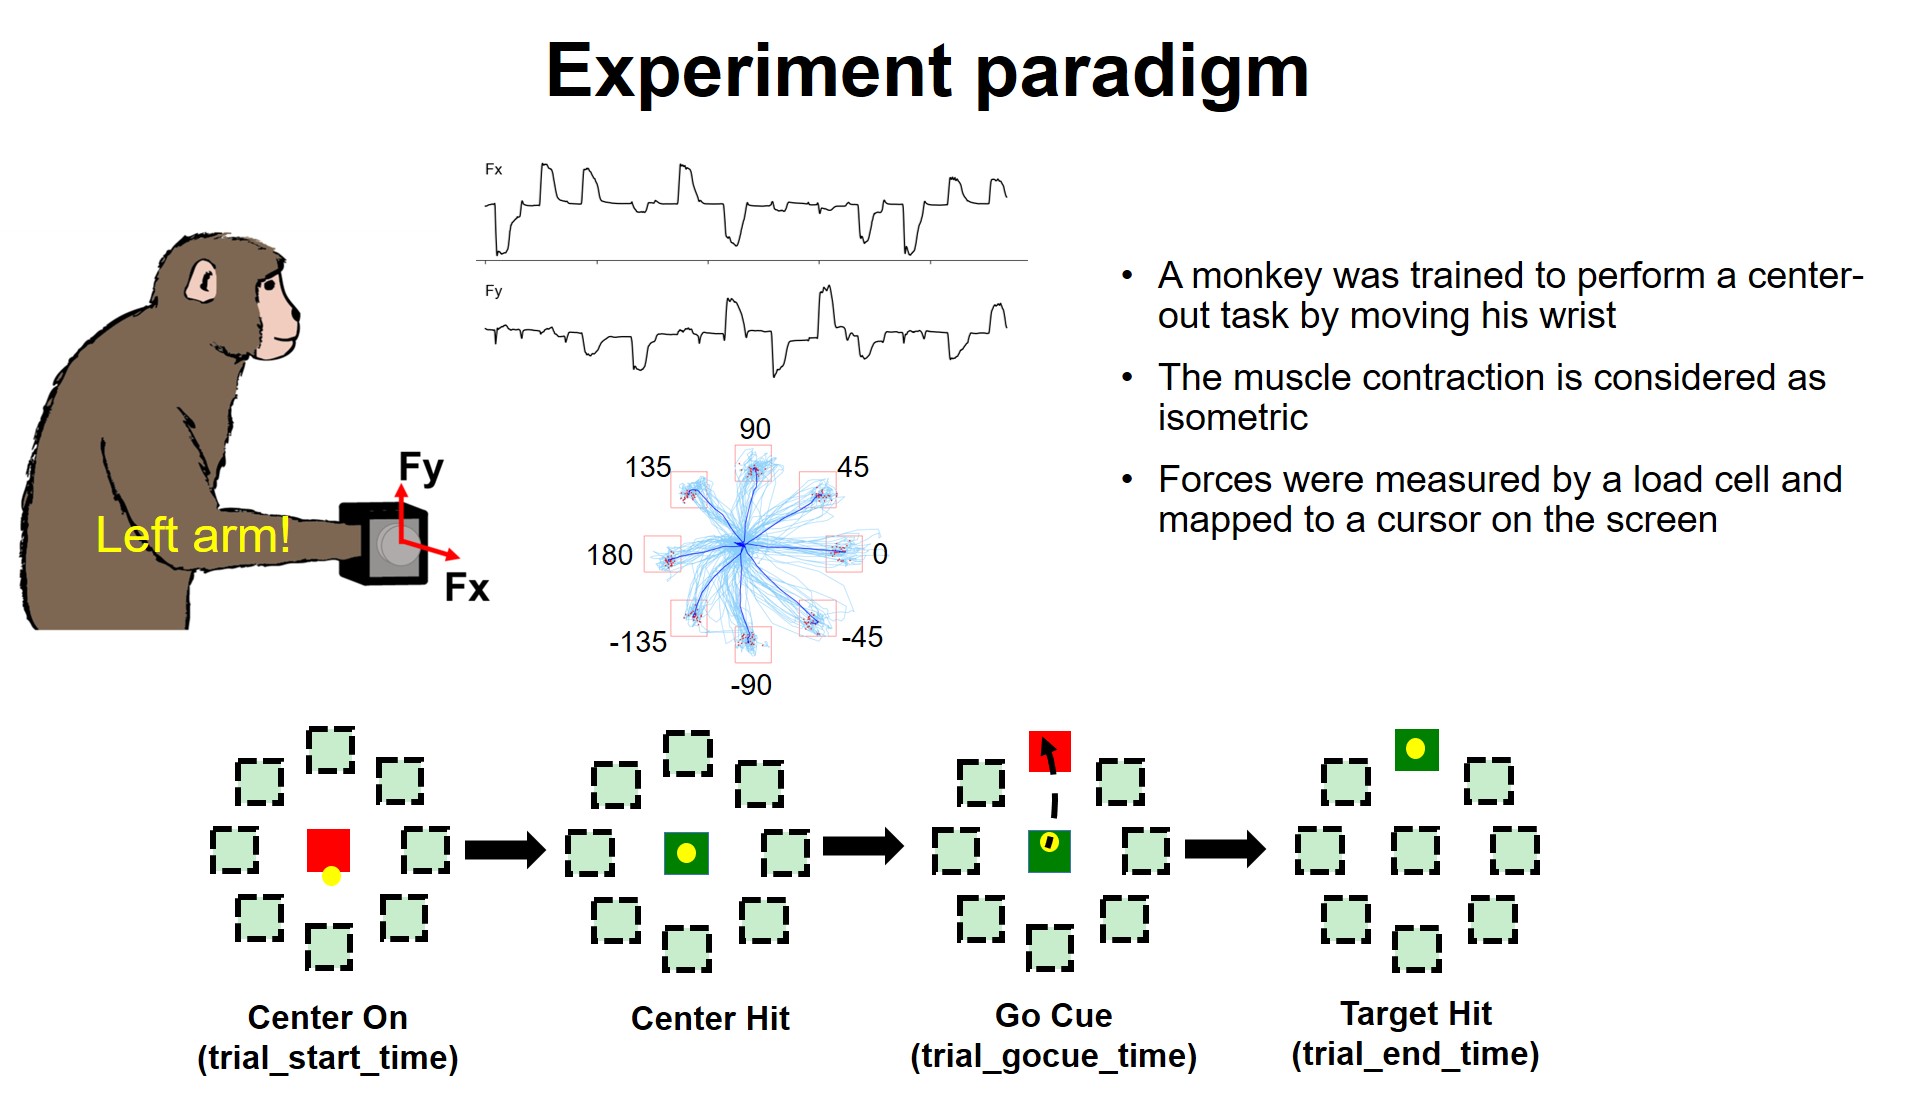 Experiment paradigm
Fx
Fy
Left arm!
Fy
Fx
90
135
45
180
0
-135
-45
-90
• A monkey was trained to perform a center-
out task by moving his wrist
• The muscle contraction is considered as
isometric
• Forces were measured by a load cell and
mapped to a cursor on the screen
Center On
(trial_start_time)
Center Hit
Go Cue
(trial_gocue_time)
Target Hit
(trial_end_time)